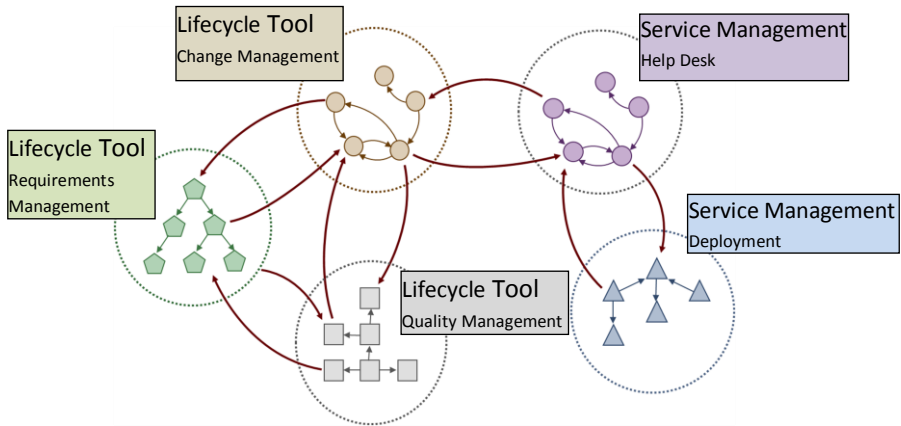 Lifecycle Tool
Change Management
Service Management
Help Desk
Lifecycle Tool
Requirements
Management
Service Management
Deployment
Lifecycle Tool
Quality Management